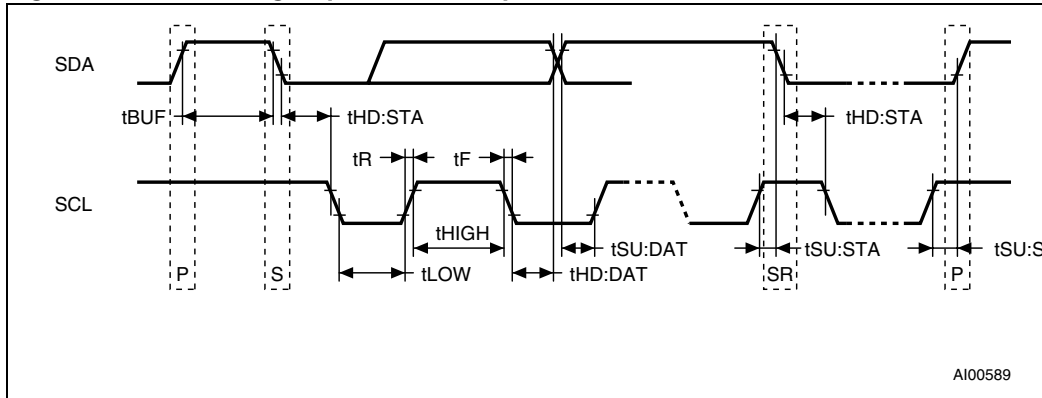 SDA
tBUF
tHD:STA
tHD:STA
tR
tF
SCL
tHIGH
tSU:DAT
tSU:STA
tSU:S
tLOW
tHD:DAT
P
S
SR
P
AI00589